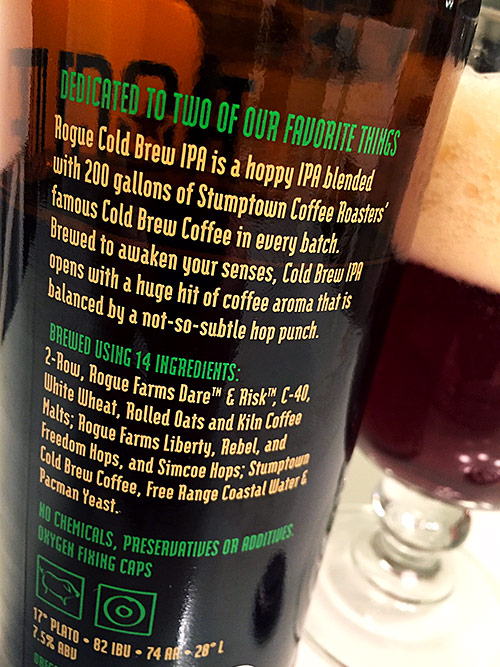 DEDICATED TO TWO OF OUR FAVORITE THINGS
Rogue Cold Brew IPA is a hoppy IPA blended
with 200 gallons of Stumptown Coffee Roasters'
famous Cold Brew Coffee in every batch.
Brewed to awaken your senses, Cold Brew IPA
opens with a huge hit of coffee aroma that is
balanced by a not-so-subtle hop punch.
BREWED USING 14 INGREDIENTS:
2-Row, Rogue Farms Dare™ & Risk™, C-40,
White Wheat, Rolled Oats and Kiln Coffee
Malts; Rogue Farms Liberty, Rebel, and
Freedom Hops, and Simcoe Hops; Stumptown
Cold Brew Coffee, Free Range Coastal Water &
Pacman Yeast.
NO CHEMICALS, PRESERVATIVES OR ADDITIVES.
OXYGEN FIXING CAPS
17° PLATO • 82 IBU • 74 AA • 28° L
7.5% ABV